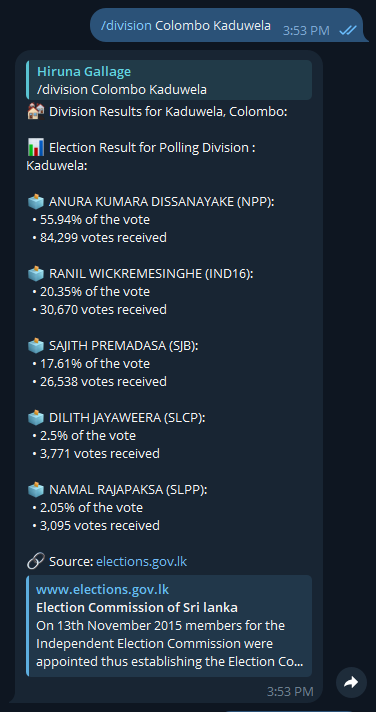 /division Colombo Kaduwela
3:53 PM
Hiruna Gallage
/division Colombo Kaduwela
Division Results for Kaduwela, Colombo:
Election Result for Polling Division :
Kaduwela:
ANURA KUMARA DISSANAYAKE (NPP):
• 55.94% of the vote
• 84,299 votes received
RANIL WICKREMESINGHE (IND16):
• 20.35% of the vote
• 30,670 votes received
SAJITH PREMADASA (SJB):
• 17.61% of the vote
• 26,538 votes received
DILITH JAYAWEERA (SLCP):
• 2.5% of the vote
• 3,771 votes received
NAMAL RAJAPAKSA (SLPP):
• 2.05% of the vote
• 3,095 votes received
Source: elections.gov.lk
www.elections.gov.lk
Election Commission of Sri lanka
On 13th November 2015 members for the
Independent Election Commission were
appointed thus establishing the Election Co...
3:53 PM